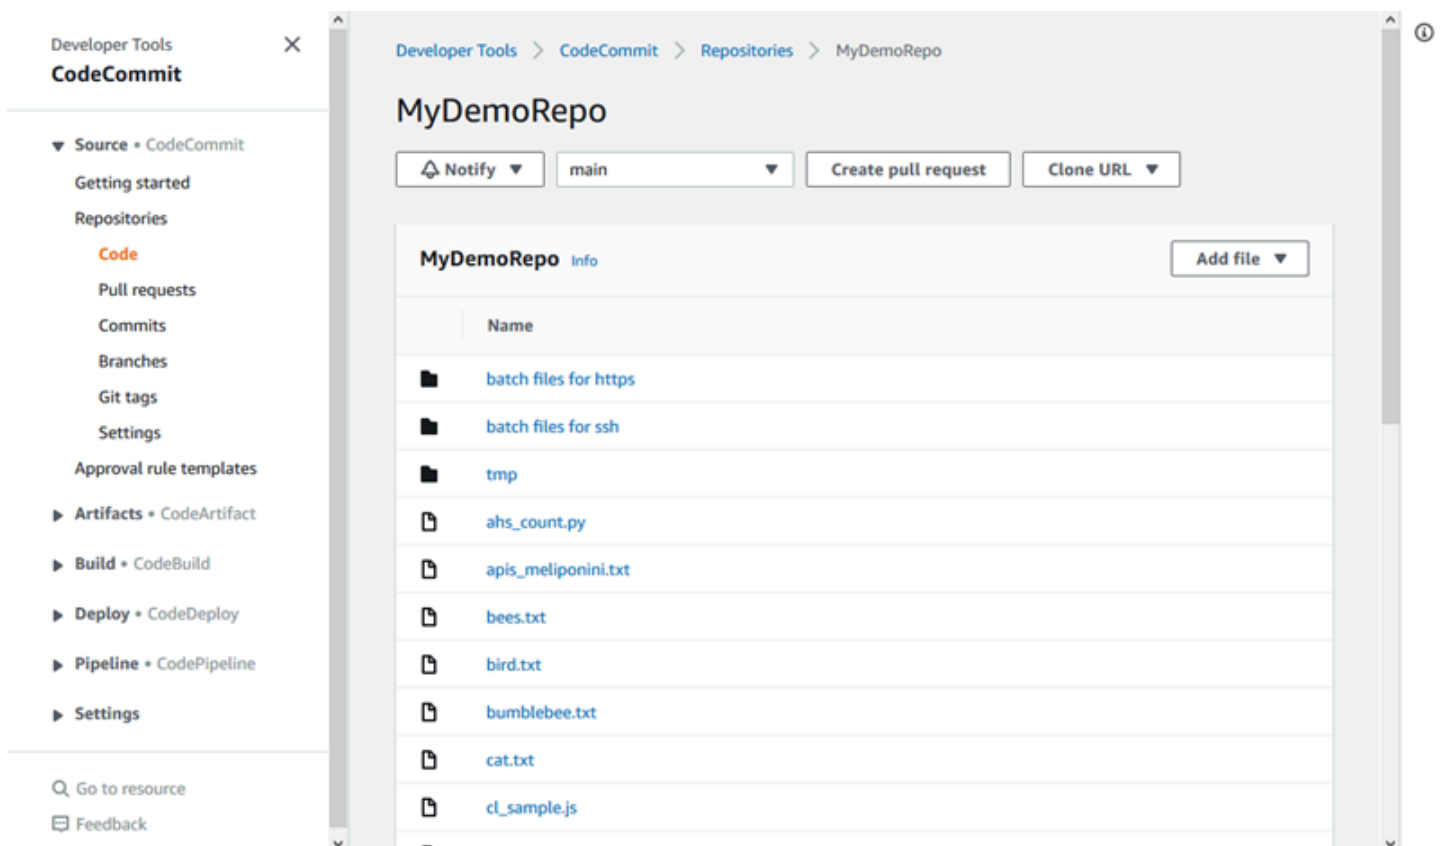 Developer Tools
CodeCommit
Source • CodeCommit
Getting started
Repositories
Code
Pull requests
Commits
Branches
Git tags
Settings
Approval rule templates
Artifacts • CodeArtifact
Build • CodeBuild
Deploy • CodeDeploy
Pipeline • CodePipeline
Settings
Go to resource
Feedback
Developer Tools > CodeCommit > Repositories > MyDemoRepo
MyDemoRepo
Notify main Create pull request Clone URL
MyDemoRepo Info Add file
Name
batch files for https
batch files for ssh
tmp
ahs_count.py
apis_meliponini.txt
bees.txt
bird.txt
bumblebee.txt
cat.txt
cl_sample.js